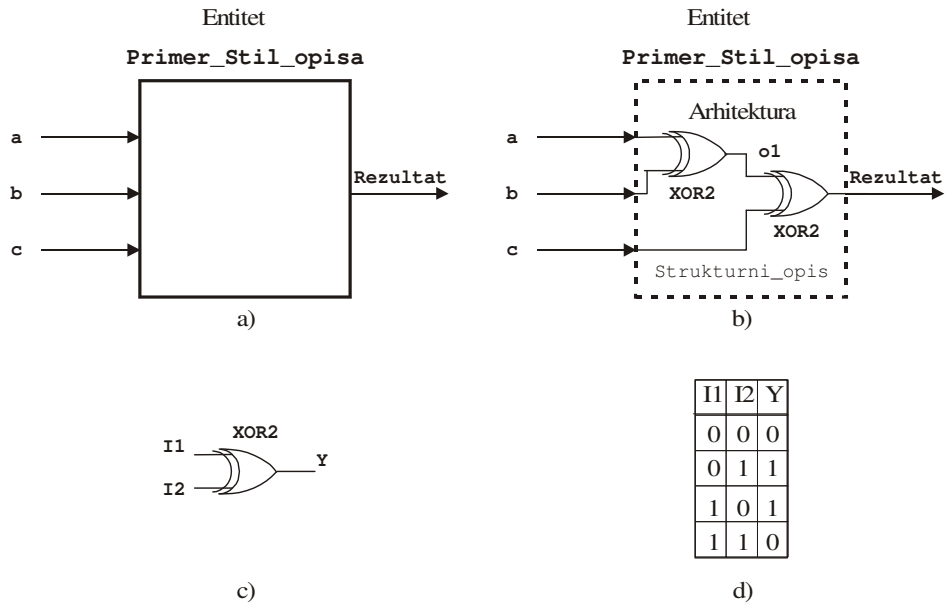 Entitet
Primer_Stil_opisa
a
b
c
Rezultat
a)
Entitet
Primer_Stil_opisa
Arhitektura
a
o1
b
XOR2
Rezultat
XOR2
c
Strukturni_opis
b)
XOR2
I1
Y
I2
c)
I1 I2 Y
0 0 0
0 1 1
1 0 1
1 1 0
d)